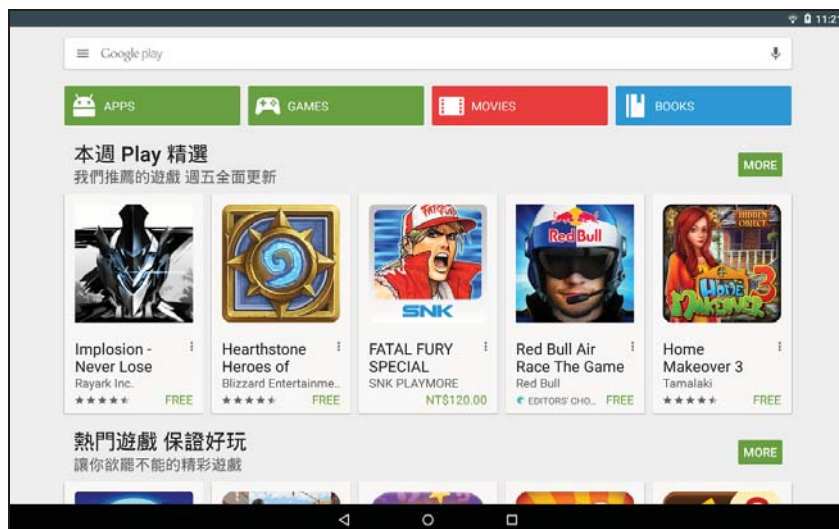 11:21
Google play
APPS
GAMES
MOVIES
BOOKS
本週 Play 精選
MORE
我們推薦的遊戲 週五全面更新
FATAL FURY
SNK
Red Bull
HIDDEN
OBJECT
HOME
MAKEOVER 3
Implosion -
Never Lose
Rayark Inc.
FREE
Hearthstone
Heroes of
Blizzard Entertainme..
FREE
FATAL FURY
SPECIAL
SNK PLAYMORE
NT$120.00
Red Bull Air
Race The Game
Red Bull
EDITORS' CHO... FREE
Home
Makeover 3
Tamalaki
FREE
熱門遊戲 保證好玩
MORE
讓你欲罷不能的精彩遊戲